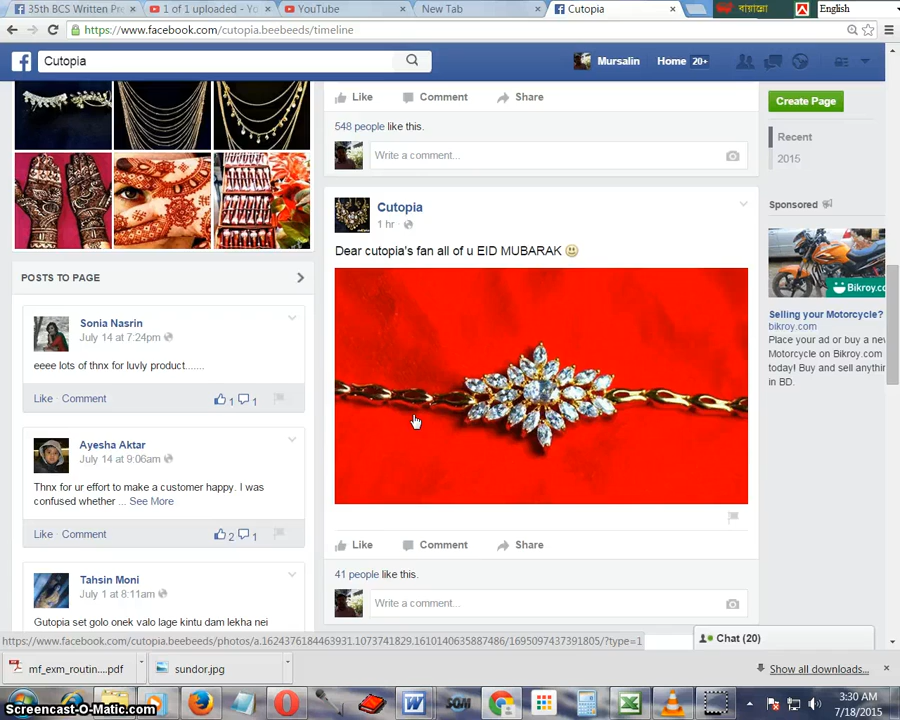 35th BCS Written Pre
1 of 1 uploaded - Yo
YouTube
New Tab
Cutopia
বায়ান্নো
English
https://www.facebook.com/cutopia.beebeeds/timeline
Cutopia
Mursalin
Home 20+
Like
Comment
Share
548 people like this.
Write a comment...
Create Page
Recent
2015
Sponsored
Bikroy.co
Selling your Motorcycle?
bikroy.com
Place your ad or buy a new
Motorcycle on Bikroy.com
today! Buy and sell anythin
in BD.
Cutopia
1 hr
Dear cutopia's fan all of u EID MUBARAK
Like
Comment
Share
41 people like this.
Write a comment...
POSTS TO PAGE
Sonia Nasrin
July 14 at 7:24pm
eeee lots of thnx for luvly product.......
Like · Comment
1
1
Ayesha Aktar
July 14 at 9:06am
Thnx for ur effort to make a customer happy. I was
confused whether ... See More
Like · Comment
2
1
Tahsin Moni
July 1 at 8:11am
Gutopia set golo onek valo lage kintu dam lekha nei
https://www.facebook.com/cutopia.beebeeds/photos/a.1624376184463931.1073741829.1610140635887486/1695097437391805/?type=1
Chat (20)
mf_exm_routin....pdf
sundor.jpg
Show all downloads...
Screencast-O-Matic.com
SQM
3:30 AM
7/18/2015